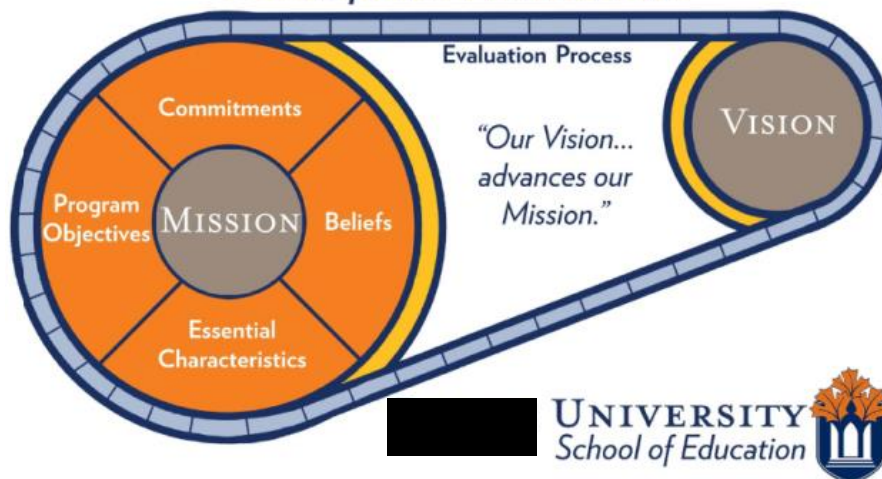 Evaluation Process
Commitments
VISION
"Our Vision...
advances our
Mission."
Program
Objectives
MISSION
Beliefs
Essential
Characteristics
UNIVERSITY
School of Education